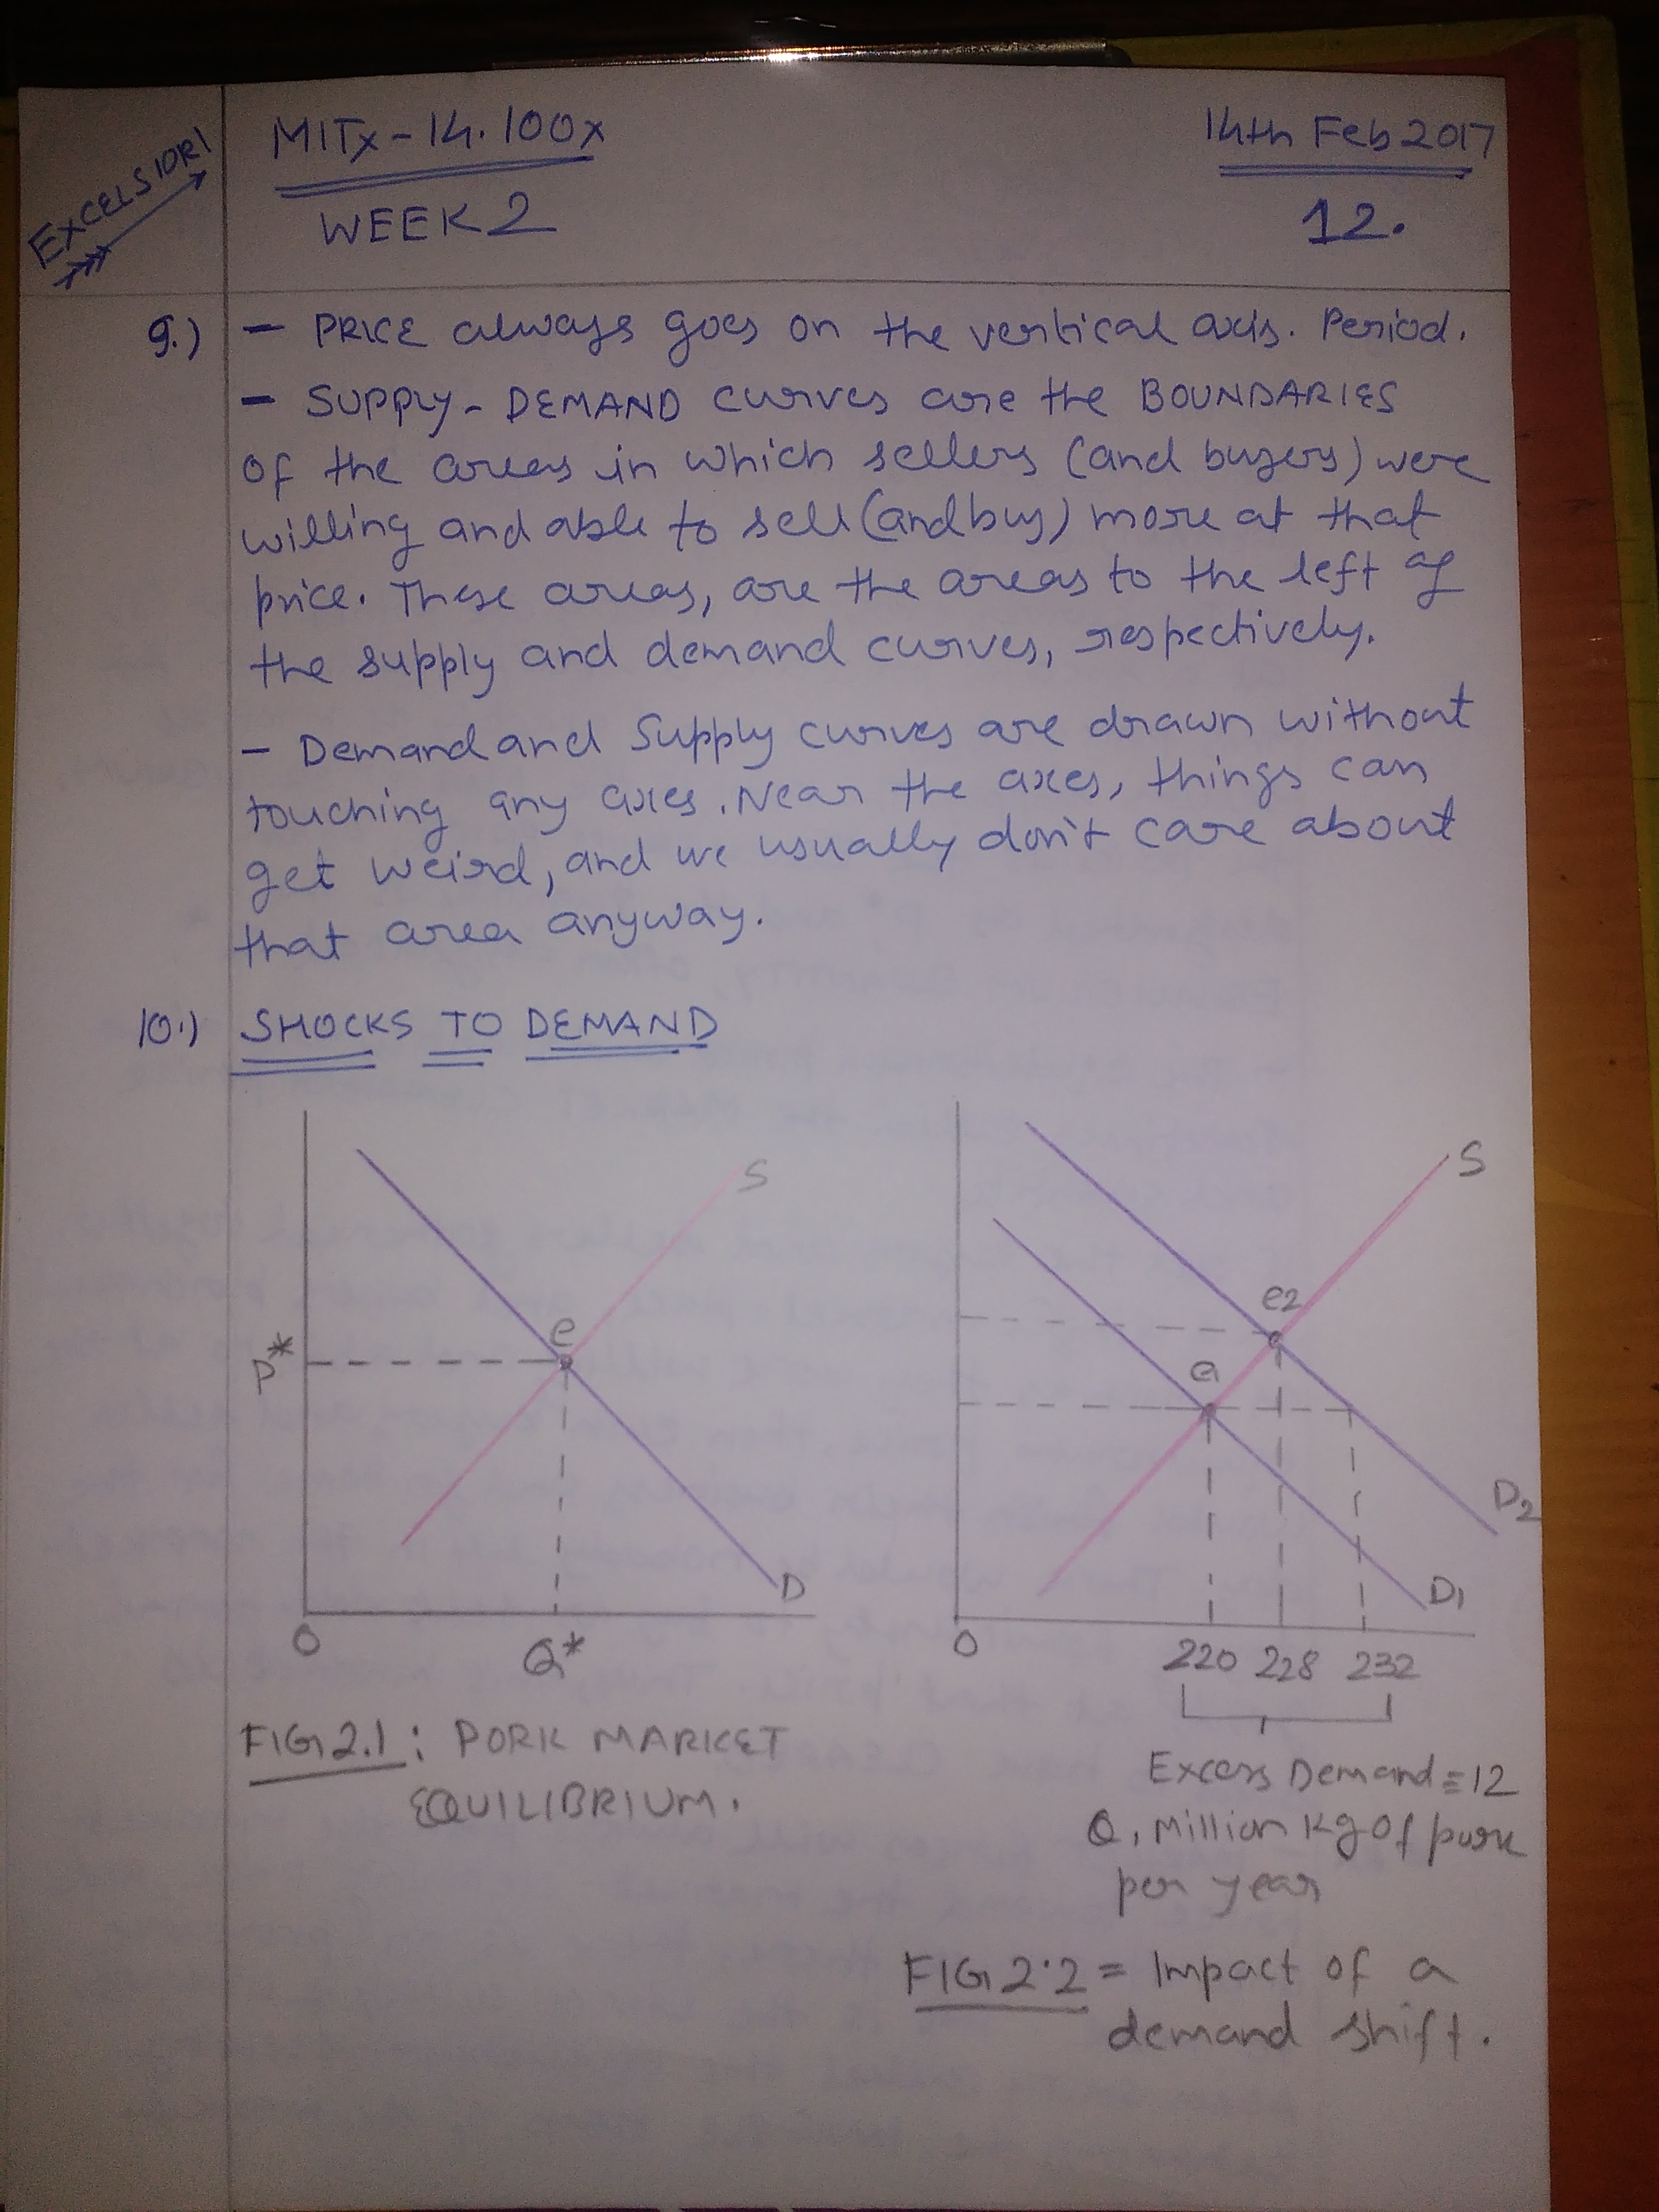 EXCELSIOR!
MITx-14.100x
14th Feb 2017
WEEK 2
12.
9.) - PRICE always goes on the vertical axis. Period.
- SUPPLY-DEMAND curves are the BOUNDARIES
of the areas in which sellers (and buyers) were
willing and able to sell (and buy) more at that
price. These areas, are the areas to the left of
the supply and demand curves, respectively.
- Demand and Supply curves are drawn without
touching any axes. Near the axes, things can
get weird, and we usually don't care about
that area anyway.
10.) SHOCKS TO DEMAND
S
e
P*
D
O
Q*
FIG 2.1: PORK MARKET
EQUILIBRIUM.
S
e2
e1
D2
D1
O
220 228 232
Excess Demand = 12
Q, Million kg of pork
per year
FIG 2.2 = Impact of a
demand shift.